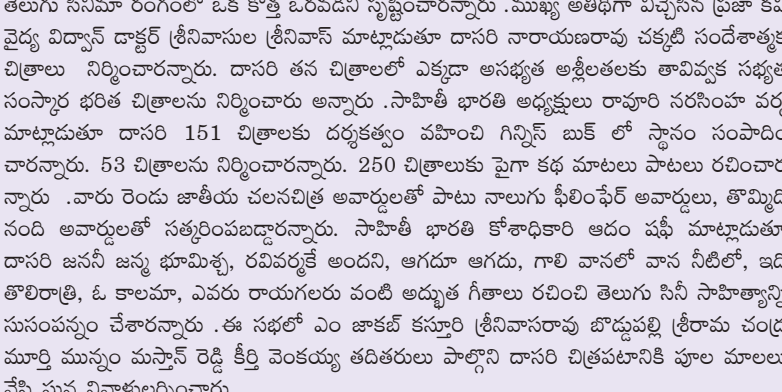 తెలుగు సినిమా రంగంలో ఒక కొత్త ఒరవడిని సృష్టించారన్నారు .ముఖ్య అతిథిగా విచ్చేసిన ప్రజా కవి
వైద్య విద్వాన్ డాక్టర్ శ్రీనివాసుల శ్రీనివాస్ మాట్లాడుతూ దాసరి నారాయణరావు చక్కటి సందేశాత్మక
చిత్రాలు నిర్మించారన్నారు. దాసరి తన చిత్రాలలో ఎక్కడా అసభ్యత అశ్లీలతలకు తావివ్వక సభ్యత
సంస్కార భరిత చిత్రాలను నిర్మించారు అన్నారు .సాహితీ భారతి అధ్యక్షులు రావూరి నరసింహ వర్మ
మాట్లాడుతూ దాసరి 151 చిత్రాలకు దర్శకత్వం వహించి గిన్నిస్ బుక్ లో స్థానం సంపాదిం
చారన్నారు. 53 చిత్రాలను నిర్మించారన్నారు. 250 చిత్రాలుకు పైగా కథ మాటలు పాటలు రచించార
న్నారు .వారు రెండు జాతీయ చలనచిత్ర అవార్డులతో పాటు నాలుగు ఫీలింఫేర్ అవార్డులు, తొమ్మిది
నంది అవార్డులతో సత్కరింపబడ్డారన్నారు. సాహితీ భారతి కోశాధికారి ఆదం షఫీ మాట్లాడుతూ
దాసరి జననీ జన్మ భూమిశ్చ, రవివర్మకే అందని, ఆగదూ ఆగదు, గాలి వానలో వాన నీటిలో, ఇది
తొలిరాత్రి, ఓ కాలమా, ఎవరు రాయగలరు వంటి అద్భుత గీతాలు రచించి తెలుగు సినీ సాహిత్యాన్ని
సుసంపన్నం చేశారన్నారు .ఈ సభలో ఎం జాకబ్ కస్తూరి శ్రీనివాసరావు బొడ్డుపల్లి శ్రీరామ చంద్ర
మూర్తి మున్నం మస్తాన్ రెడ్డి కీర్తి వెంకయ్య తదితరులు పాల్గొని దాసరి చిత్రపటానికి పూల మాలలు
వేసి ఘన నివాళులర్పించారు